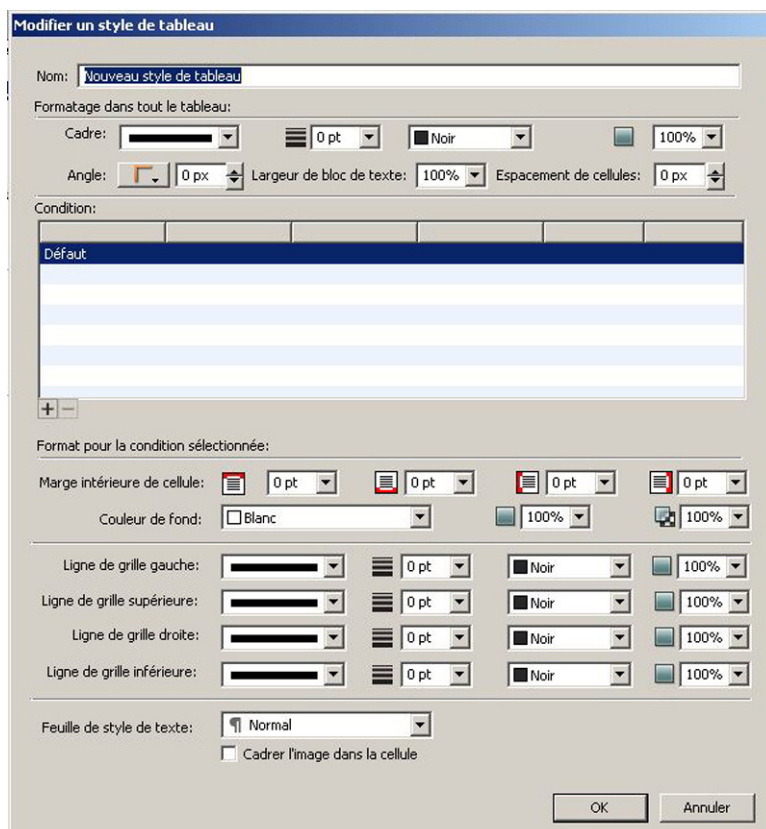 Modifier un style de tableau
Nom: Nouveau style de tableau
Formatage dans tout le tableau:
Cadre: 0 pt Noir 100%
Angle: 0 px Largeur de bloc de texte: 100% Espacement de cellules: 0 px
Condition:
Défaut
Format pour la condition sélectionnée:
Marge intérieure de cellule: 0 pt 0 pt 0 pt 0 pt
Couleur de fond: Blanc 100% 100%
Ligne de grille gauche: 0 pt Noir 100%
Ligne de grille supérieure: 0 pt Noir 100%
Ligne de grille droite: 0 pt Noir 100%
Ligne de grille inférieure: 0 pt Noir 100%
Feuille de style de texte: ¶ Normal
Cadrer l'image dans la cellule
OK Annuler